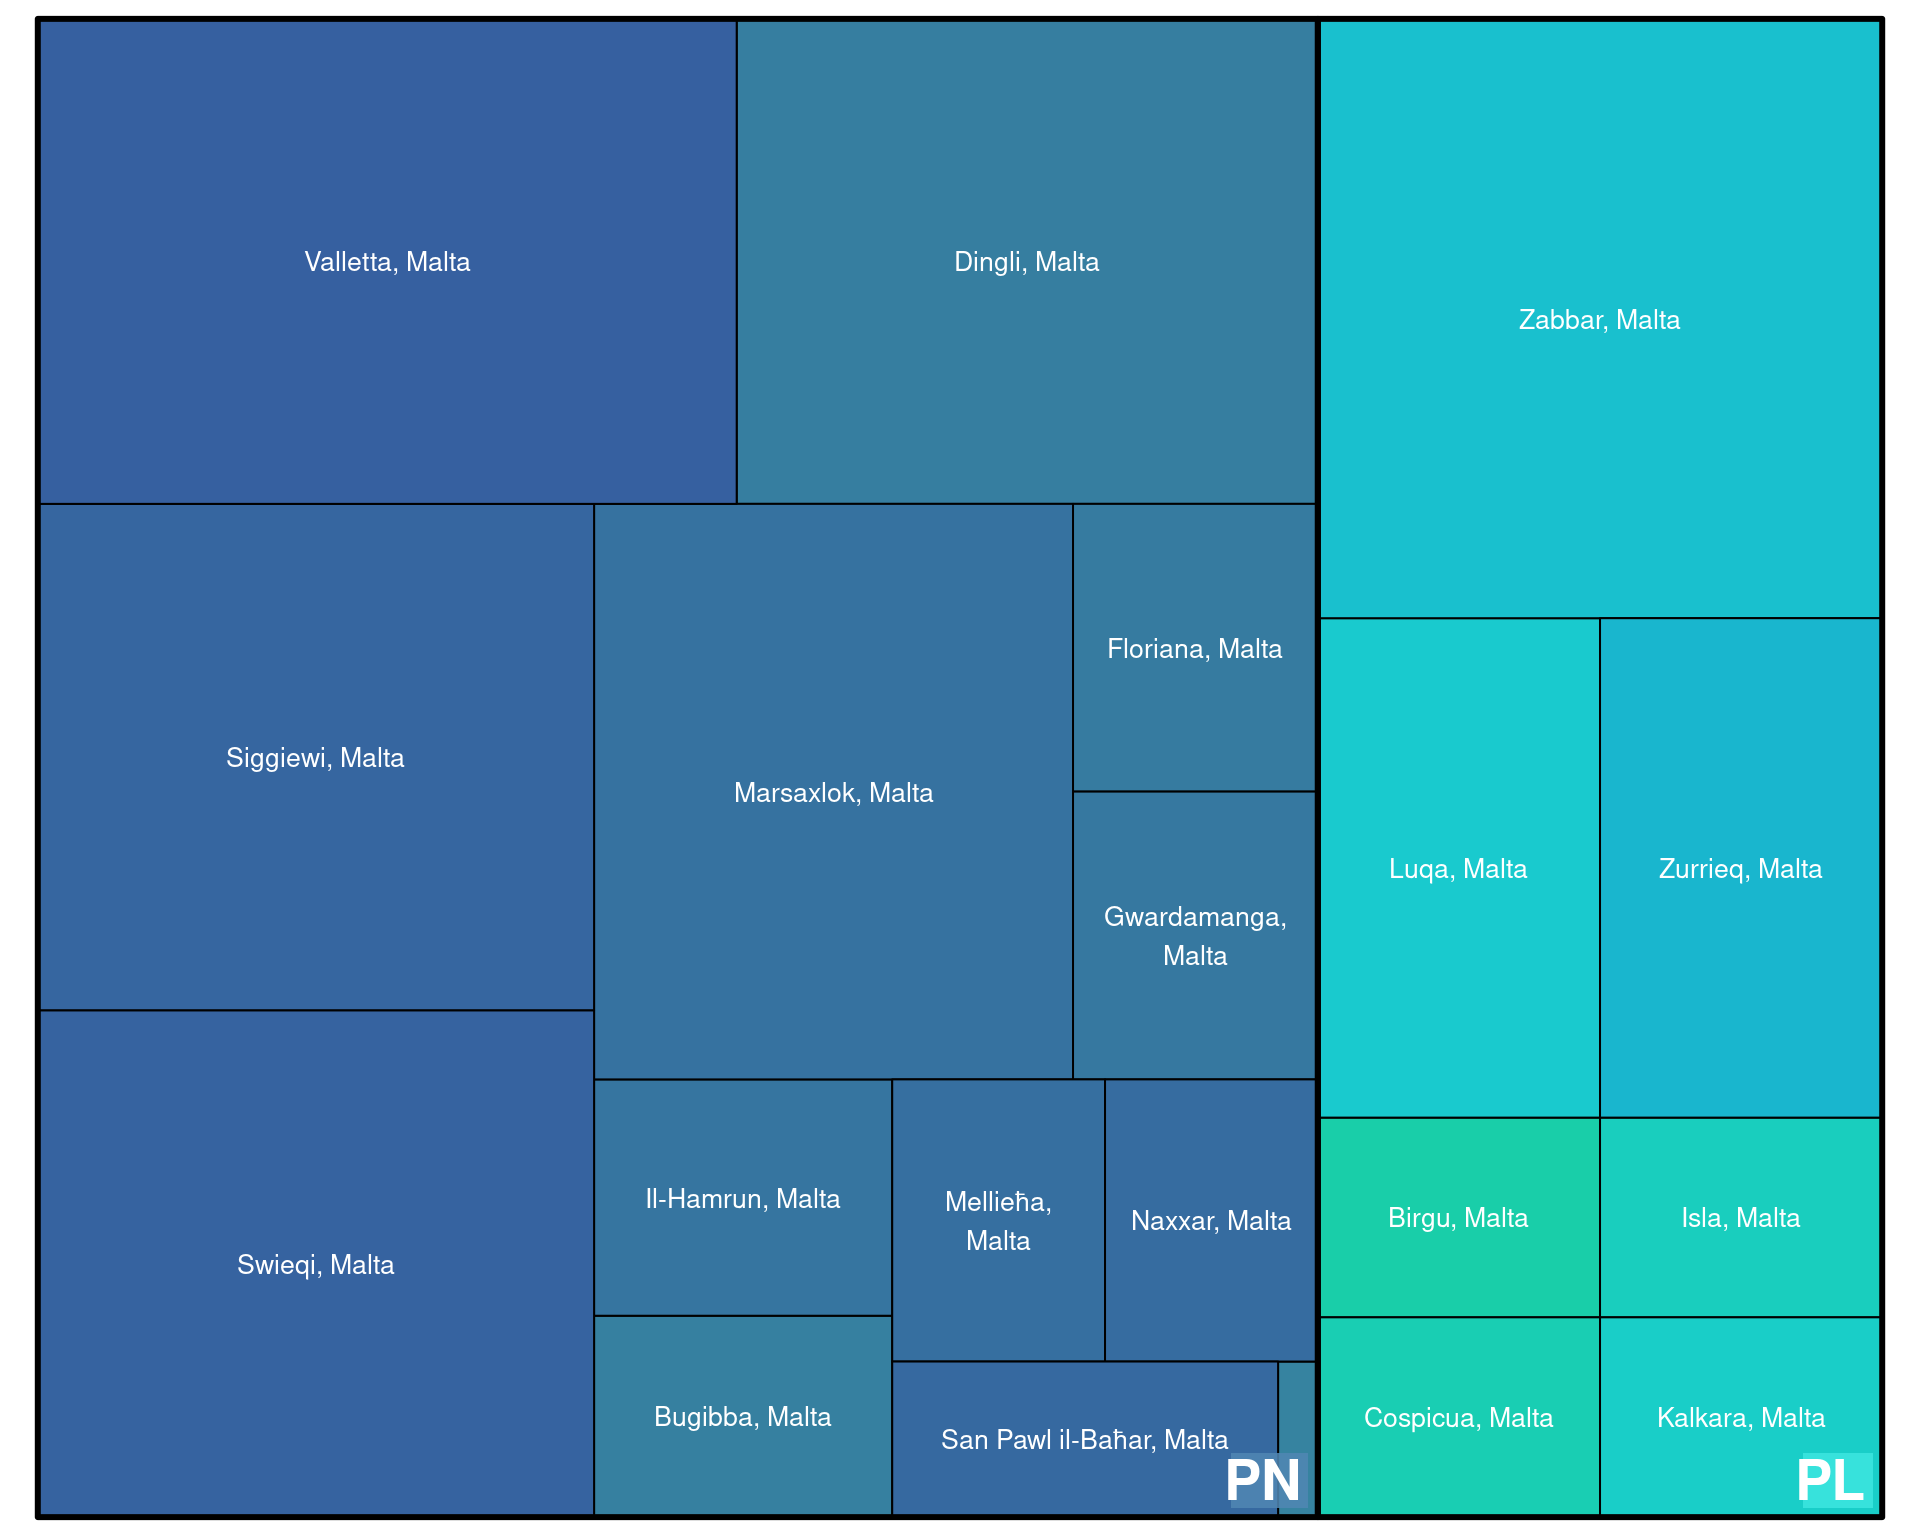 Valletta, Malta
Dingli, Malta
Zabbar, Malta
Siggiewi, Malta
Marsaxlok, Malta
Floriana, Malta
Gwardamanga,
Malta
Luqa, Malta
Zurrieq, Malta
Swieqi, Malta
Il-Hamrun, Malta
Mellieħa,
Malta
Naxxar, Malta
Birgu, Malta
Isla, Malta
Bugibba, Malta
San Pawl il-Baħar, Malta
Cospicua, Malta
Kalkara, Malta
PN
PL